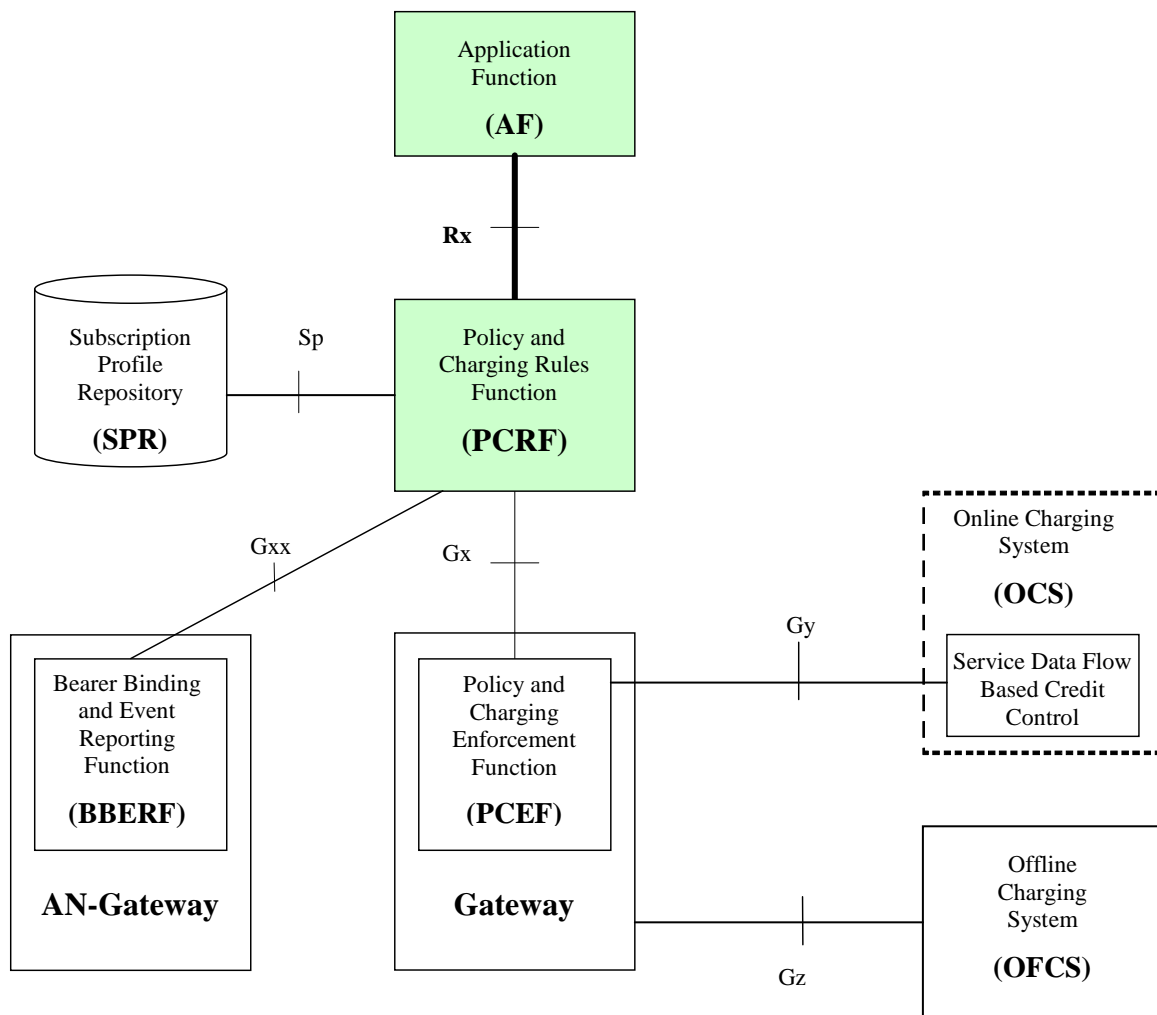 Application
Function
(AF)
Rx
Subscription
Profile
Repository
(SPR)
Sp
Policy and
Charging Rules
Function
(PCRF)
Gxx
Gx
Online Charging
System
(OCS)
Service Data Flow
Based Credit
Control
Gy
Bearer Binding
and Event
Reporting
Function
(BBERF)
AN-Gateway
Policy and
Charging
Enforcement
Function
(PCEF)
Gateway
Gz
Offline
Charging
System
(OFCS)